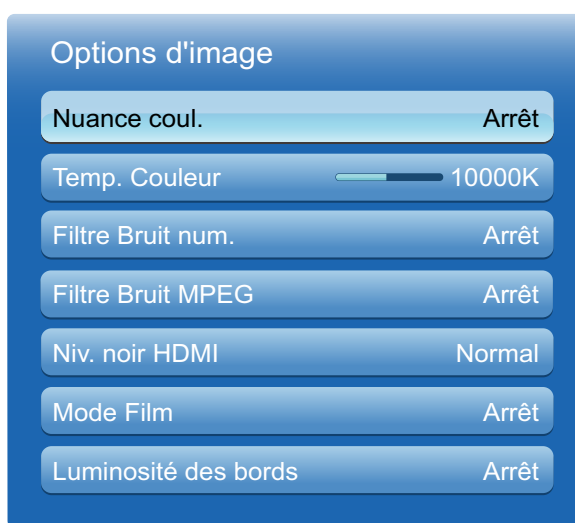 Options d'image
Nuance coul. Arrêt
Temp. Couleur 10000K
Filtre Bruit num. Arrêt
Filtre Bruit MPEG Arrêt
Niv. noir HDMI Normal
Mode Film Arrêt
Luminosité des bords Arrêt